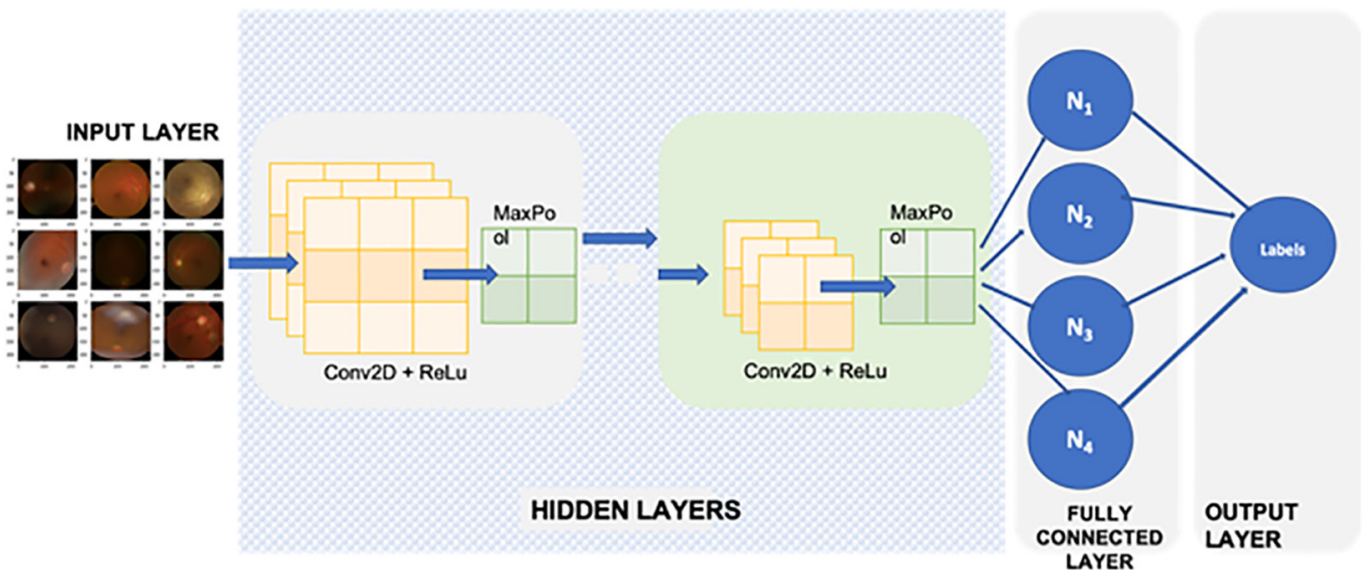 INPUT LAYER
MaxPo
ol
Conv2D + ReLu
MaxPo
ol
Conv2D + ReLu
HIDDEN LAYERS
N1
N2
N3
N4
FULLY
CONNECTED
LAYER
Labels
OUTPUT
LAYER